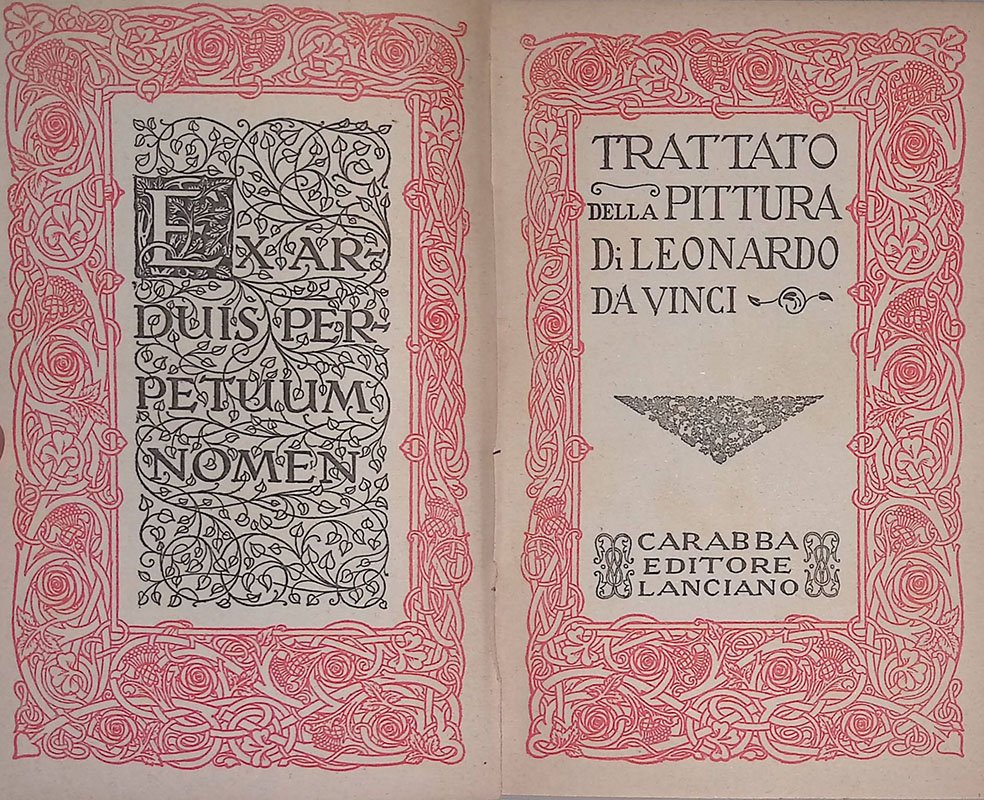 EX AR-
DUIS PER-
PETUUM
NOMEN
TRATTATO
DELLA PITTURA
Di LEONARDO
DA VINCI
CARABBA
EDITORE
LANCIANO